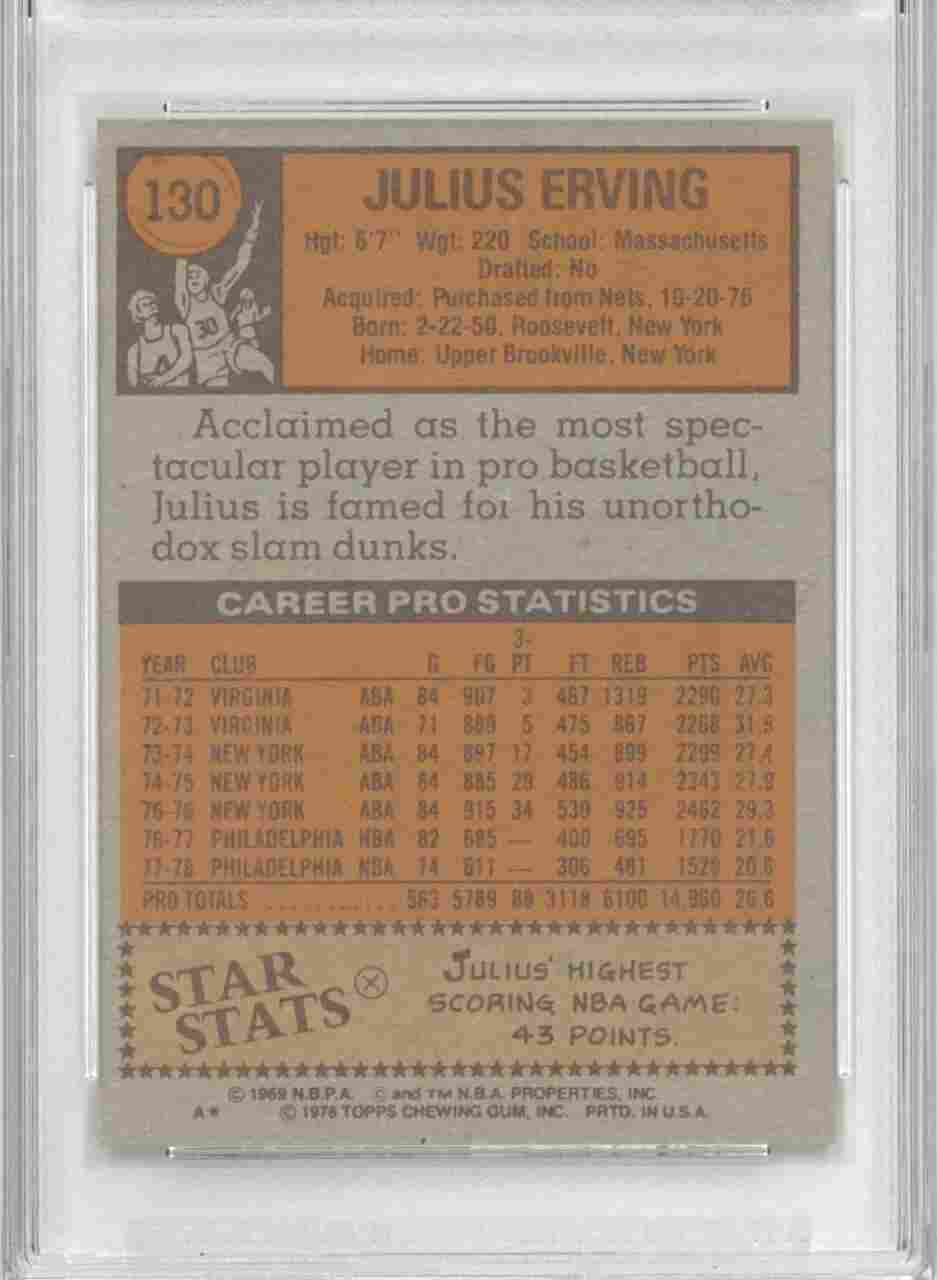 130
JULIUS ERVING
Hgt: 6'7" Wgt: 220 School: Massachusetts
Drafted: No
Acquired: Purchased from Nets, 10-20-76
Born: 2-22-50, Roosevelt, New York
Home: Upper Brookville, New York
30
Acclaimed as the most spec-
tacular player in pro basketball,
Julius is famed for his unortho-
dox slam dunks.
CAREER PRO STATISTICS
YEAR CLUB G FG 3-PT FT REB PTS AVG
71-72 VIRGINIA ABA 84 907 3 467 1319 2290 27.3
72-73 VIRGINIA ABA 71 889 5 475 867 2268 31.9
73-74 NEW YORK ABA 84 897 17 454 899 2299 27.4
74-75 NEW YORK ABA 84 885 29 486 914 2343 27.9
75-76 NEW YORK ABA 84 915 34 530 925 2462 29.3
76-77 PHILADELPHIA NBA 82 685 — 400 695 1770 21.6
77-78 PHILADELPHIA NBA 74 611 — 306 481 1528 20.6
PRO TOTALS ............ 563 5789 88 3118 6100 14,960 26.6
STAR STATS
JULIUS' HIGHEST
SCORING NBA GAME:
43 POINTS.
© 1969 N.B.P.A. © and TM N.B.A. PROPERTIES, INC.
A* © 1978 TOPPS CHEWING GUM, INC. PRTD. IN U.S.A.